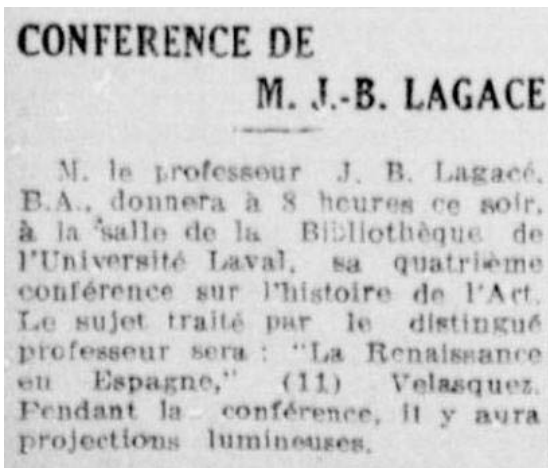 CONFERENCE DE
M. J.-B. LAGACE
M. le professeur J. B. Lagacé,
B.A., donnera à 8 heures ce soir,
à la salle de la Bibliothèque de
l'Université Laval, sa quatrième
conférence sur l'histoire de l'Art.
Le sujet traité par le distingué
professeur sera : "La Renaissance
en Espagne," (11) Velasquez.
Pendant la conférence, il y aura
projections lumineuses.